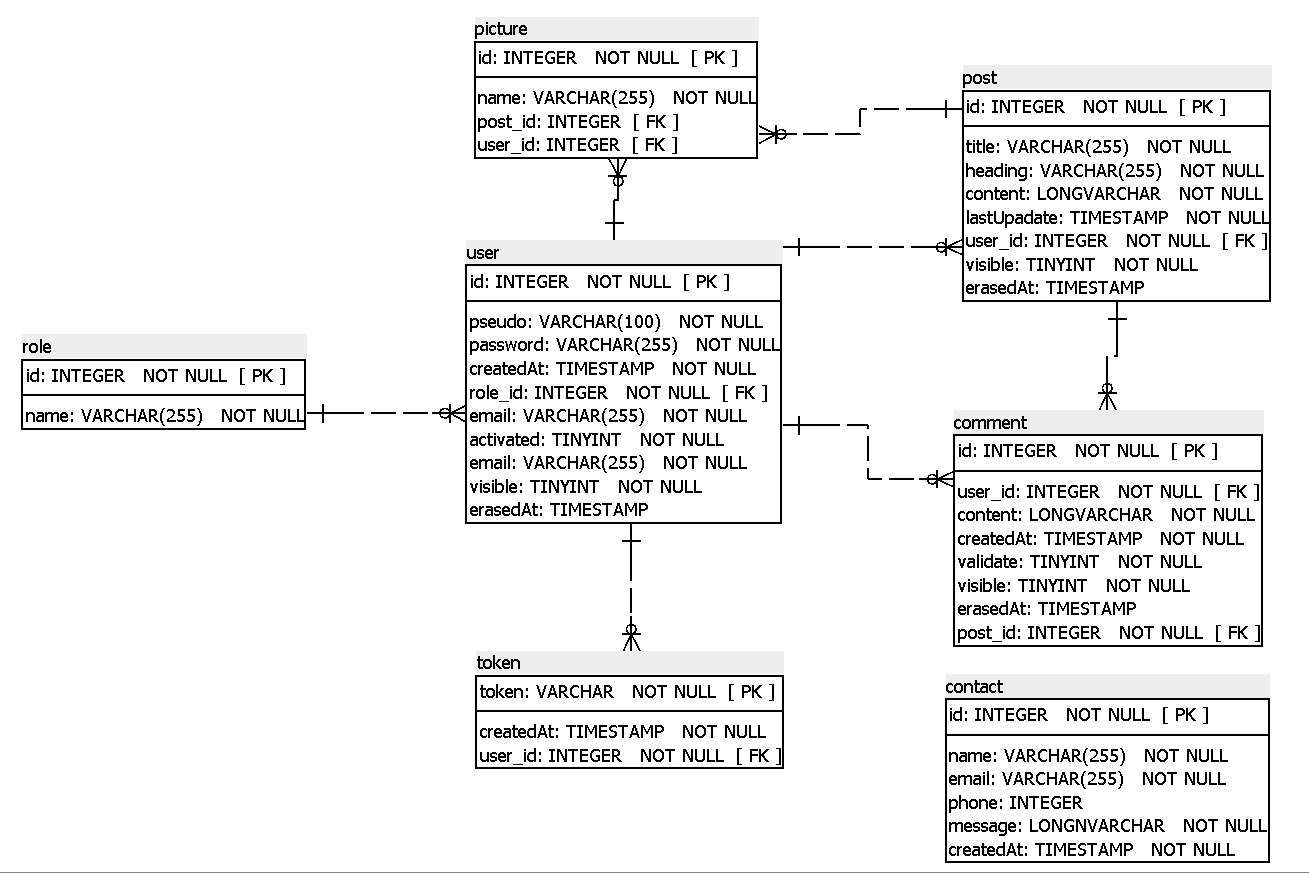 picture
id: INTEGER NOT NULL [ PK ]
name: VARCHAR(255) NOT NULL
post_id: INTEGER [ FK ]
user_id: INTEGER [ FK ]
post
id: INTEGER NOT NULL [ PK ]
title: VARCHAR(255) NOT NULL
heading: VARCHAR(255) NOT NULL
content: LONGVARCHAR NOT NULL
lastUpadate: TIMESTAMP NOT NULL
user_id: INTEGER NOT NULL [ FK ]
visible: TINYINT NOT NULL
erasedAt: TIMESTAMP
user
id: INTEGER NOT NULL [ PK ]
pseudo: VARCHAR(100) NOT NULL
password: VARCHAR(255) NOT NULL
createdAt: TIMESTAMP NOT NULL
role_id: INTEGER NOT NULL [ FK ]
email: VARCHAR(255) NOT NULL
activated: TINYINT NOT NULL
email: VARCHAR(255) NOT NULL
visible: TINYINT NOT NULL
erasedAt: TIMESTAMP
role
id: INTEGER NOT NULL [ PK ]
name: VARCHAR(255) NOT NULL
comment
id: INTEGER NOT NULL [ PK ]
user_id: INTEGER NOT NULL [ FK ]
content: LONGVARCHAR NOT NULL
createdAt: TIMESTAMP NOT NULL
validate: TINYINT NOT NULL
visible: TINYINT NOT NULL
erasedAt: TIMESTAMP
post_id: INTEGER NOT NULL [ FK ]
token
token: VARCHAR NOT NULL [ PK ]
createdAt: TIMESTAMP NOT NULL
user_id: INTEGER NOT NULL [ FK ]
contact
id: INTEGER NOT NULL [ PK ]
name: VARCHAR(255) NOT NULL
email: VARCHAR(255) NOT NULL
phone: INTEGER
message: LONGNVARCHAR NOT NULL
createdAt: TIMESTAMP NOT NULL